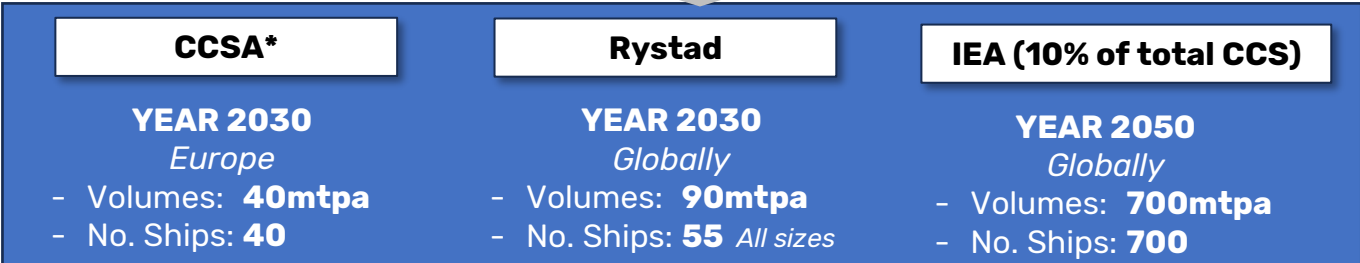 CCSA*
YEAR 2030
Europe
- Volumes: 40mtpa
- No. Ships: 40
Rystad
YEAR 2030
Globally
- Volumes: 90mtpa
- No. Ships: 55 All sizes
IEA (10% of total CCS)
YEAR 2050
Globally
- Volumes: 700mtpa
- No. Ships: 700